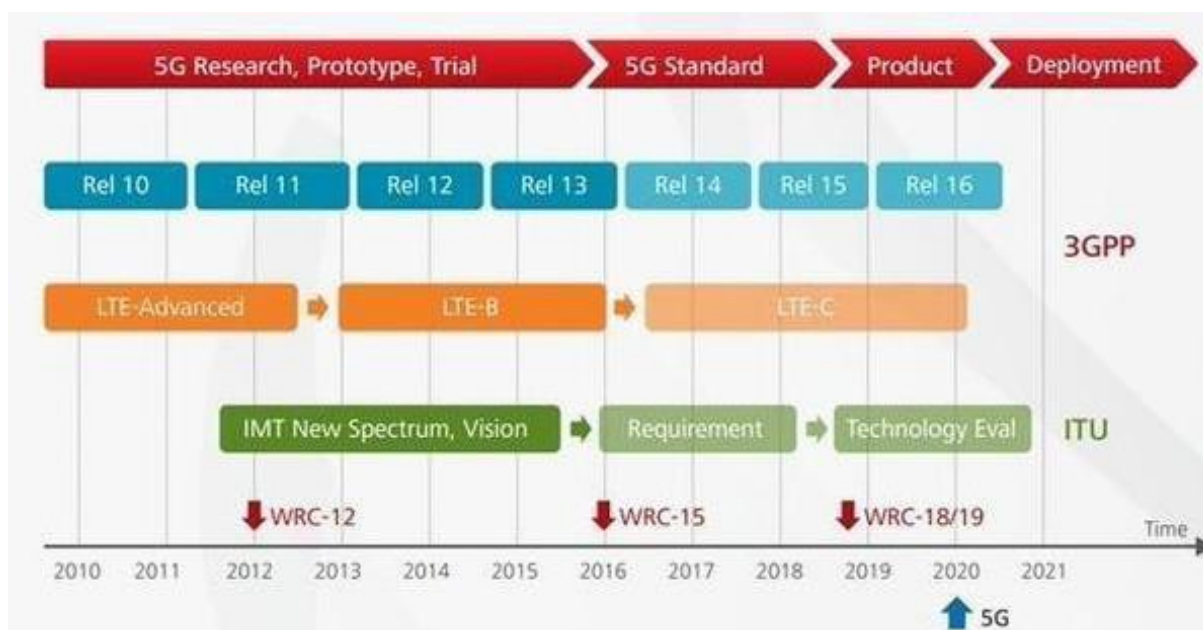 5G Research, Prototype, Trial 5G Standard Product Deployment
Rel 10 Rel 11 Rel 12 Rel 13 Rel 14 Rel 15 Rel 16
3GPP
LTE-Advanced LTE-B LTE-C
IMT New Spectrum, Vision Requirement Technology Eval ITU
WRC-12 WRC-15 WRC-18/19
Time
2010 2011 2012 2013 2014 2015 2016 2017 2018 2019 2020 2021
5G